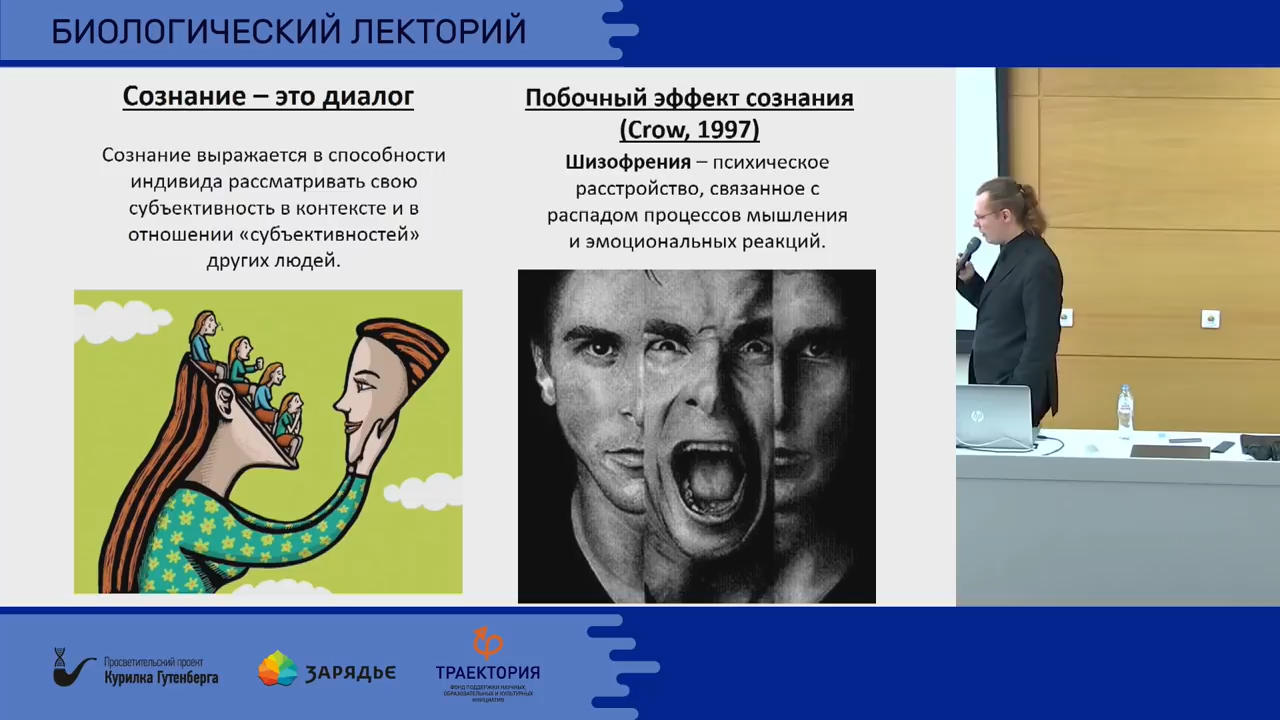 БИОЛОГИЧЕСКИЙ ЛЕКТОРИЙ
Сознание – это диалог
Сознание выражается в способности
индивида рассматривать свою
субъективность в контексте и в
отношении «субъективностей»
других людей.
Побочный эффект сознания
(Crow, 1997)
Шизофрения – психическое
расстройство, связанное с
распадом процессов мышления
и эмоциональных реакций.
hp
Просветительский проект
Курилка Гутенберга
ЗАРЯДЬЕ
ТРАЕКТОРИЯ
ФОНД ПОДДЕРЖКИ НАУЧНЫХ,
ОБРАЗОВАТЕЛЬНЫХ И КУЛЬТУРНЫХ
ИНИЦИАТИВ